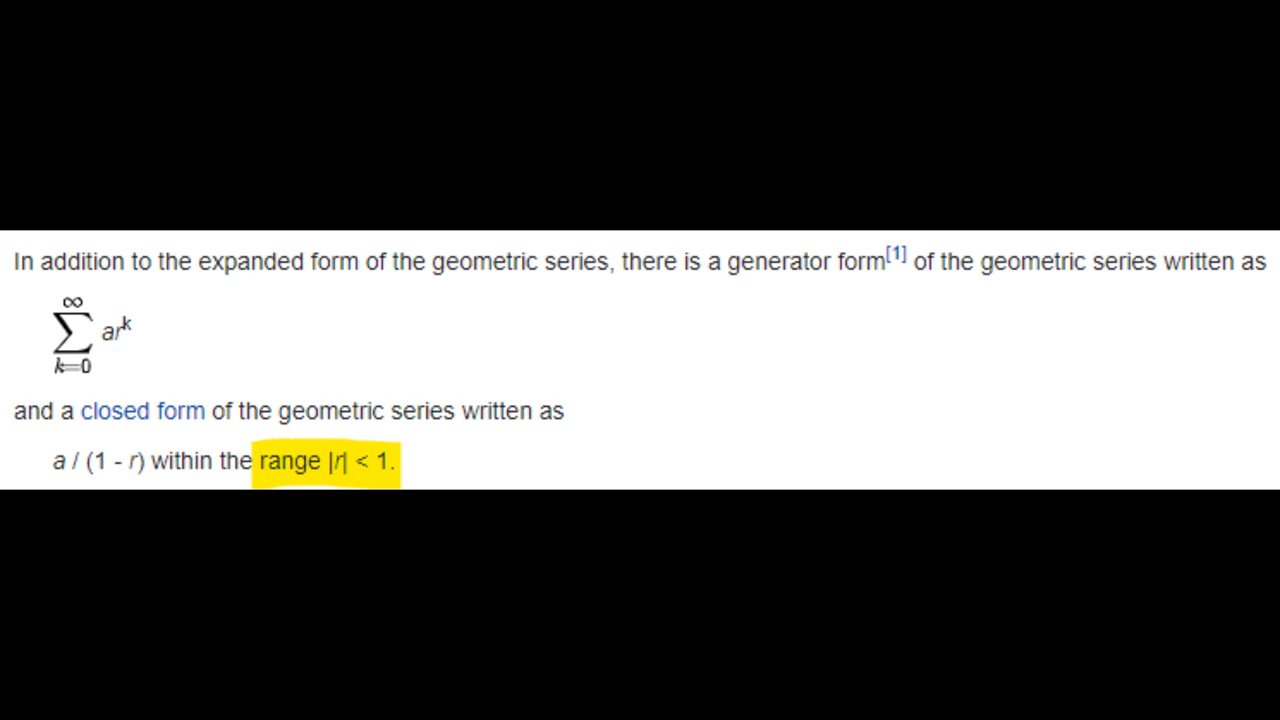 In addition to the expanded form of the geometric series, there is a generator form[1] of the geometric series written as
∞
∑ ar^k
k=0
and a closed form of the geometric series written as
a / (1 - r) within the range |r| < 1.